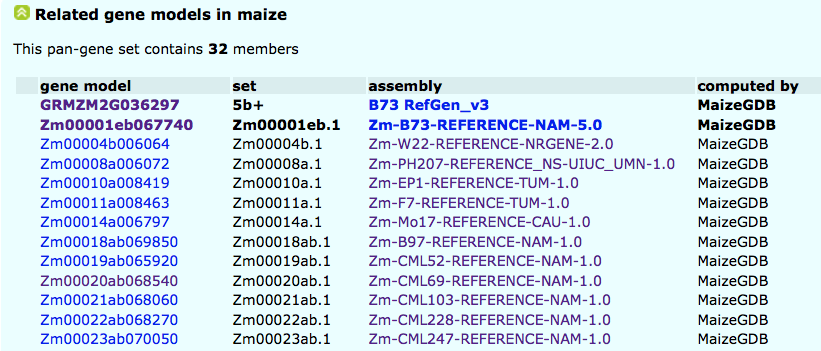 Related gene models in maize
This pan-gene set contains 32 members
gene model set assembly computed by
GRMZM2G036297 5b+ B73 RefGen_v3 MaizeGDB
Zm00001eb067740 Zm00001eb.1 Zm-B73-REFERENCE-NAM-5.0 MaizeGDB
Zm00004b006064 Zm00004b.1 Zm-W22-REFERENCE-NRGENE-2.0 MaizeGDB
Zm00008a006072 Zm00008a.1 Zm-PH207-REFERENCE_NS-UIUC_UMN-1.0 MaizeGDB
Zm00010a008419 Zm00010a.1 Zm-EP1-REFERENCE-TUM-1.0 MaizeGDB
Zm00011a008463 Zm00011a.1 Zm-F7-REFERENCE-TUM-1.0 MaizeGDB
Zm00014a006797 Zm00014a.1 Zm-Mo17-REFERENCE-CAU-1.0 MaizeGDB
Zm00018ab069850 Zm00018ab.1 Zm-B97-REFERENCE-NAM-1.0 MaizeGDB
Zm00019ab065920 Zm00019ab.1 Zm-CML52-REFERENCE-NAM-1.0 MaizeGDB
Zm00020ab068540 Zm00020ab.1 Zm-CML69-REFERENCE-NAM-1.0 MaizeGDB
Zm00021ab068060 Zm00021ab.1 Zm-CML103-REFERENCE-NAM-1.0 MaizeGDB
Zm00022ab068270 Zm00022ab.1 Zm-CML228-REFERENCE-NAM-1.0 MaizeGDB
Zm00023ab070050 Zm00023ab.1 Zm-CML247-REFERENCE-NAM-1.0 MaizeGDB